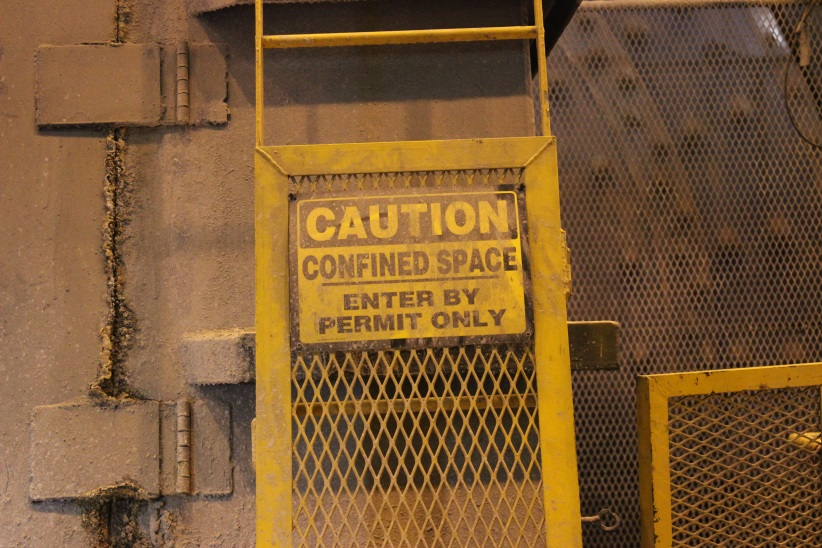 CAUTION
CONFINED SPACE
ENTER BY
PERMIT ONLY